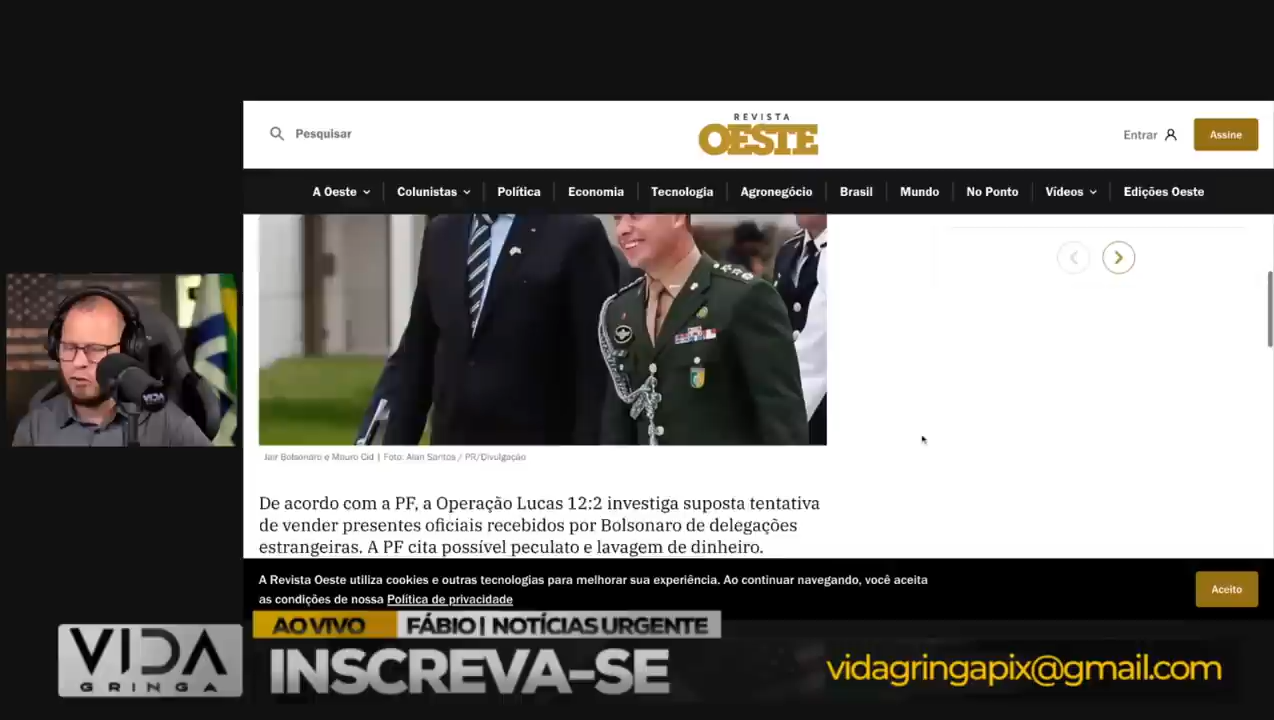 Pesquisar
REVISTA
OESTE
Entrar
Assine
A Oeste
Colunistas
Política
Economia
Tecnologia
Agronegócio
Brasil
Mundo
No Ponto
Vídeos
Edições Oeste
Jair Bolsonaro e Mauro Cid | Foto: Alan Santos / PR/Divulgação
De acordo com a PF, a Operação Lucas 12:2 investiga suposta tentativa
de vender presentes oficiais recebidos por Bolsonaro de delegações
estrangeiras. A PF cita possível peculato e lavagem de dinheiro.
A Revista Oeste utiliza cookies e outras tecnologias para melhorar sua experiência. Ao continuar navegando, você aceita
as condições de nossa Política de privacidade
Aceito
VIDA
AO VIVO
FÁBIO | NOTÍCIAS URGENTE
VIDA
GRINGA
INSCREVA-SE
vidagringapix@gmail.com